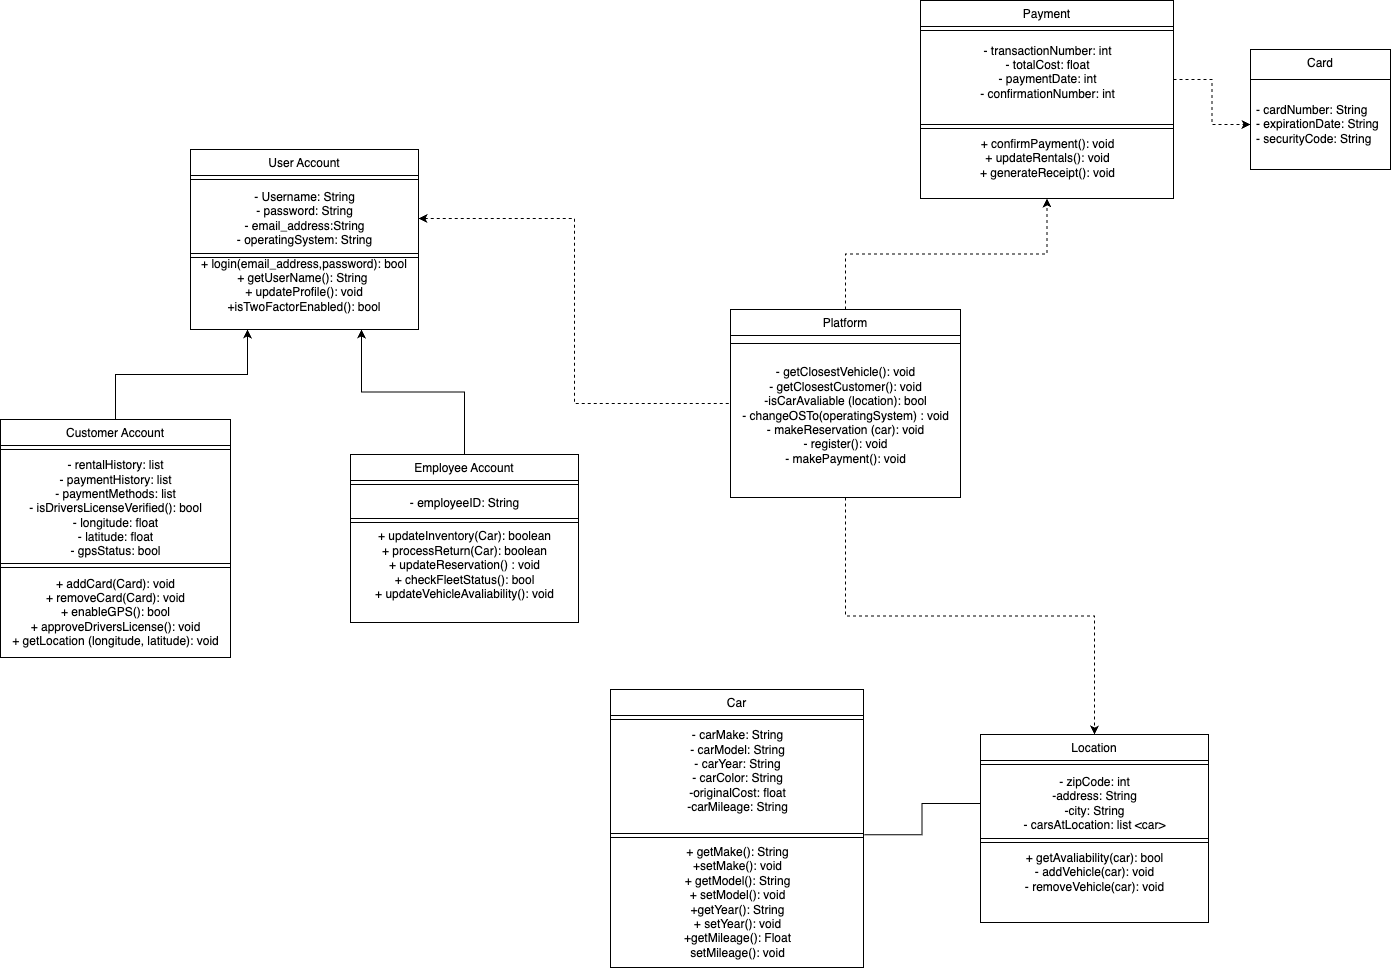 Payment
- transactionNumber: int
- totalCost: float
- paymentDate: int
- confirmationNumber: int
+ confirmPayment(): void
+ updateRentals(): void
+ generateReceipt(): void
Card
- cardNumber: String
- expirationDate: String
- securityCode: String
User Account
- Username: String
- password: String
- email_address:String
- operatingSystem: String
+ login(email_address,password): bool
+ getUserName(): String
+ updateProfile(): void
+isTwoFactorEnabled(): bool
Platform
- getClosestVehicle(): void
- getClosestCustomer(): void
-isCarAvaliable (location): bool
- changeOSTo(operatingSystem) : void
- makeReservation (car): void
- register(): void
- makePayment(): void
Customer Account
- rentalHistory: list
- paymentHistory: list
- paymentMethods: list
- isDriversLicenseVerified(): bool
- longitude: float
- latitude: float
- gpsStatus: bool
+ addCard(Card): void
+ removeCard(Card): void
+ enableGPS(): bool
+ approveDriversLicense(): void
+ getLocation (longitude, latitude): void
Employee Account
- employeeID: String
+ updateInventory(Car): boolean
+ processReturn(Car): boolean
+ updateReservation() : void
+ checkFleetStatus(): bool
+ updateVehicleAvaliability(): void
Car
- carMake: String
- carModel: String
- carYear: String
- carColor: String
-originalCost: float
-carMileage: String
+ getMake(): String
+setMake(): void
+ getModel(): String
+ setModel(): void
+getYear(): String
+ setYear(): void
+getMileage(): Float
setMileage(): void
Location
- zipCode: int
-address: String
-city: String
- carsAtLocation: list <car>
+ getAvaliability(car): bool
- addVehicle(car): void
- removeVehicle(car): void